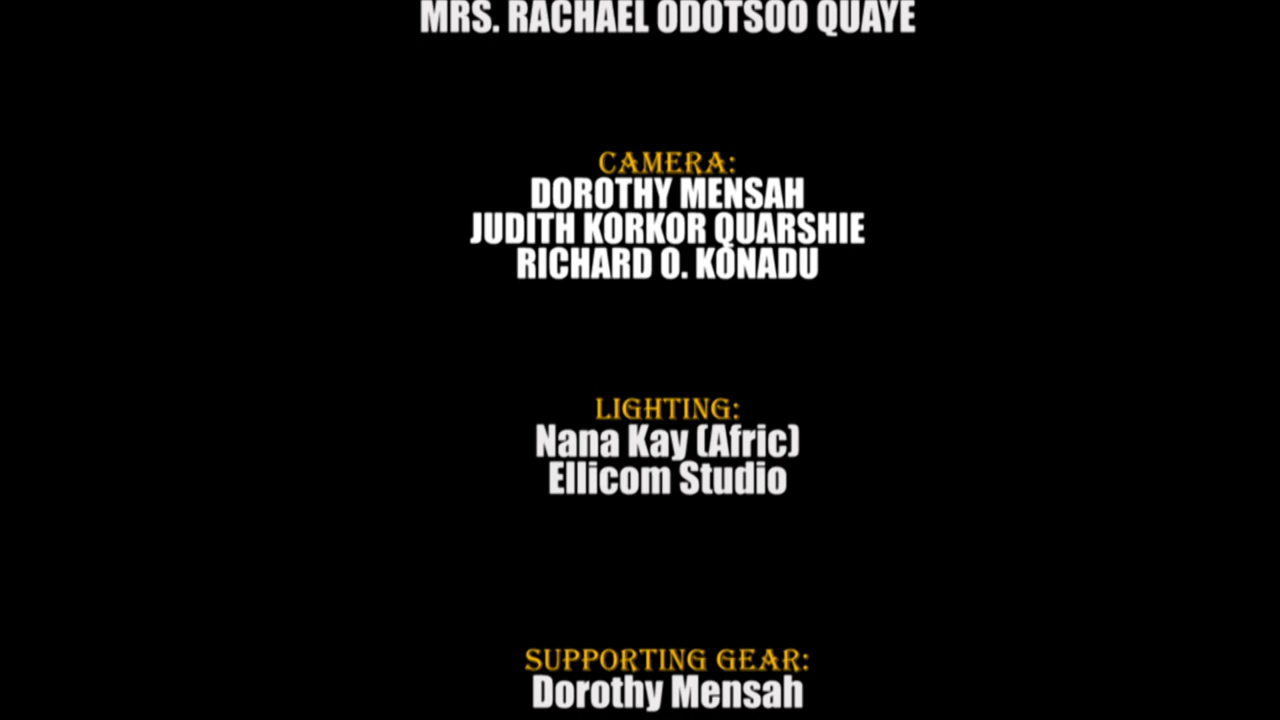 MRS. RACHAEL ODOTSOO QUAYE
CAMERA:
DOROTHY MENSAH
JUDITH KORKOR QUARSHIE
RICHARD O. KONADU
LIGHTING:
Nana Kay (Afric)
Ellicom Studio
SUPPORTING GEAR:
Dorothy Mensah